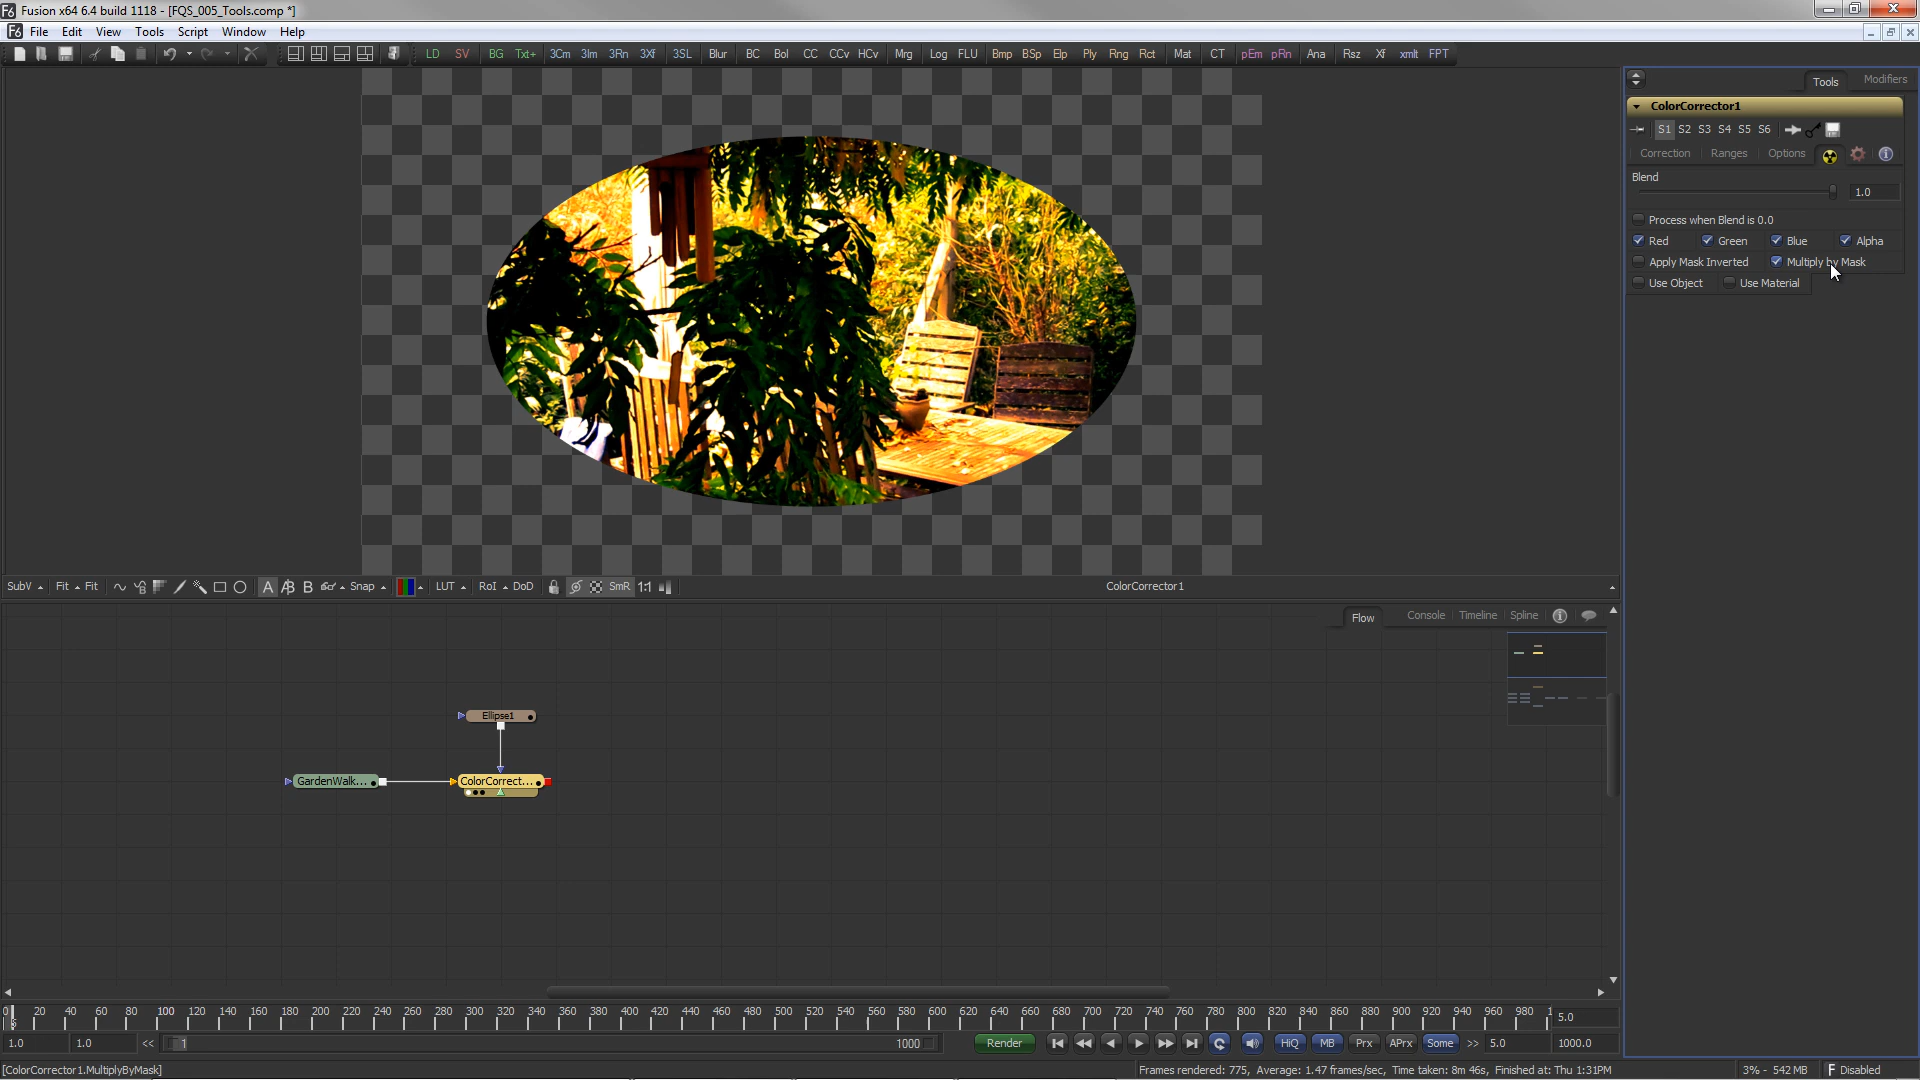 Fusion x64 6.4 build 1118 - [FQS_005_Tools.comp *]
File Edit View Tools Script Window Help
LD SV BG Txt+ 3Cm 3Im 3Rn 3Xf 3SL Blur BC Bol CC CCv HCv Mrg Log FLU Bmp BSp Elp Ply Rng Rct Mat CT pEm pRn Ana Rsz Xf xmlt FPT
Tools Modifiers
ColorCorrector1
S1 S2 S3 S4 S5 S6
Correction Ranges Options
Blend
1.0
Process when Blend is 0.0
Red Green Blue Alpha
Apply Mask Inverted Multiply by Mask
Use Object Use Material
SubV Fit Fit A B Snap LUT RoI DoD SmR 1:1 ColorCorrector1
Flow Console Timeline Spline
Ellipse1
GardenWalk... ColorCorrect...
0 20 40 60 80 100 120 140 160 180 200 220 240 260 280 300 320 340 360 380 400 420 440 460 480 500 520 540 560 580 600 620 640 660 680 700 720 740 760 780 800 820 840 860 880 900 920 940 960 980 5.0
1.0 1.0 << 1 1000 Render HiQ MB Prx APrx Some >> 5.0 1000.0
[ColorCorrector1.MultiplyByMask] Frames rendered: 775, Average: 1.47 frames/sec, Time taken: 8m 46s, Finished at: Thu 1:31PM 3% - 542 MB Disabled